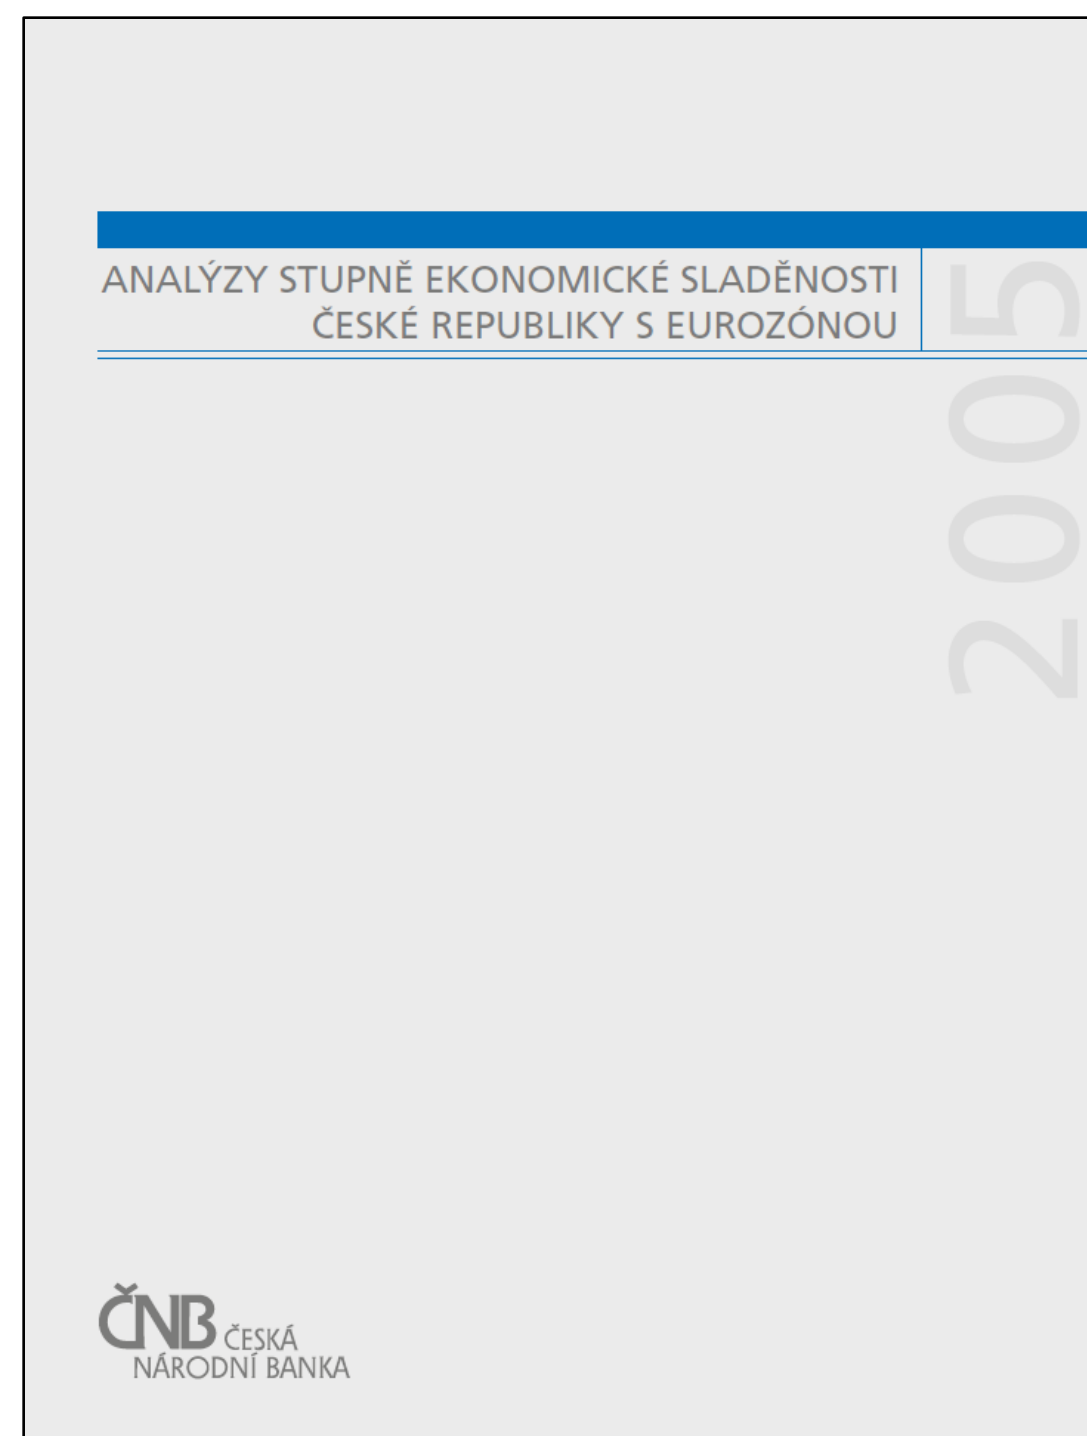 ANALÝZY STUPNĚ EKONOMICKÉ SLADĚNOSTI
ČESKÉ REPUBLIKY S EUROZÓNOU
2005
ČNB ČESKÁ
NÁRODNÍ BANKA